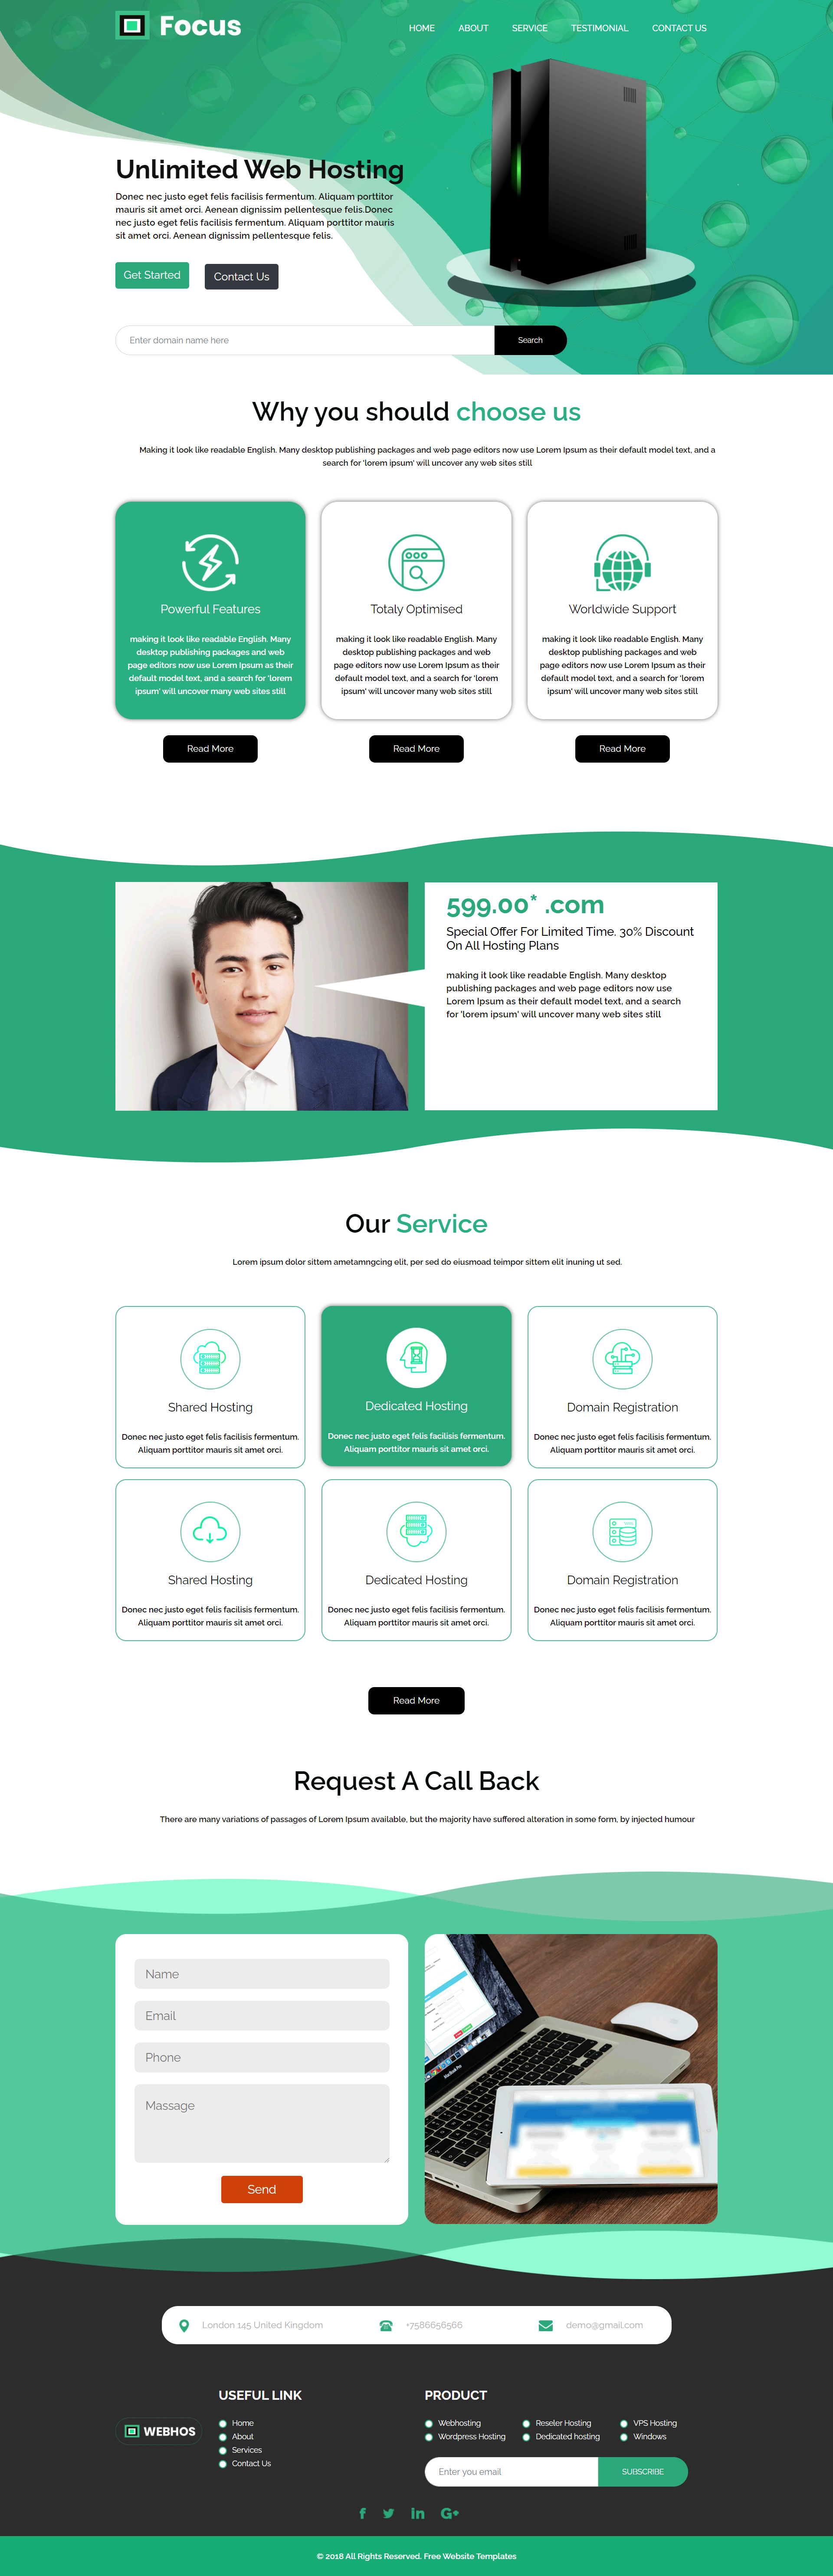 Focus
HOME ABOUT SERVICE TESTIMONIAL CONTACT US
Unlimited Web Hosting
Donec nec justo eget felis facilisis fermentum. Aliquam porttitor
mauris sit amet orci. Aenean dignissim pellentesque felis.Donec
nec justo eget felis facilisis fermentum. Aliquam porttitor mauris
sit amet orci. Aenean dignissim pellentesque felis.
Get Started Contact Us
Enter domain name here Search
Why you should choose us
Making it look like readable English. Many desktop publishing packages and web page editors now use Lorem Ipsum as their default model text, and a
search for 'lorem ipsum' will uncover any web sites still
Powerful Features
making it look like readable English. Many
desktop publishing packages and web
page editors now use Lorem Ipsum as their
default model text, and a search for 'lorem
ipsum' will uncover many web sites still
Read More
Totaly Optimised
making it look like readable English. Many
desktop publishing packages and web
page editors now use Lorem Ipsum as their
default model text, and a search for 'lorem
ipsum' will uncover many web sites still
Read More
Worldwide Support
making it look like readable English. Many
desktop publishing packages and web
page editors now use Lorem Ipsum as their
default model text, and a search for 'lorem
ipsum' will uncover many web sites still
Read More
599.00* .com
Special Offer For Limited Time. 30% Discount
On All Hosting Plans
making it look like readable English. Many desktop
publishing packages and web page editors now use
Lorem Ipsum as their default model text, and a search
for 'lorem ipsum' will uncover many web sites still
Our Service
Lorem ipsum dolor sittem ametamngcing elit, per sed do eiusmoad teimpor sittem elit inuning ut sed.
Shared Hosting
Donec nec justo eget felis facilisis fermentum.
Aliquam porttitor mauris sit amet orci.
Dedicated Hosting
Donec nec justo eget felis facilisis fermentum.
Aliquam porttitor mauris sit amet orci.
Domain Registration
Donec nec justo eget felis facilisis fermentum.
Aliquam porttitor mauris sit amet orci.
Shared Hosting
Donec nec justo eget felis facilisis fermentum.
Aliquam porttitor mauris sit amet orci.
Dedicated Hosting
Donec nec justo eget felis facilisis fermentum.
Aliquam porttitor mauris sit amet orci.
Domain Registration
Donec nec justo eget felis facilisis fermentum.
Aliquam porttitor mauris sit amet orci.
Read More
Request A Call Back
There are many variations of passages of Lorem Ipsum available, but the majority have suffered alteration in some form, by injected humour
Name
Email
Phone
Massage
Send
MacBook Pro
London 145 United Kingdom +7586656566 demo@gmail.com
WEBHOS
USEFUL LINK
Home
About
Services
Contact Us
PRODUCT
Webhosting Reseler Hosting VPS Hosting
Wordpress Hosting Dedicated hosting Windows
Enter you email SUBSCRIBE
© 2018 All Rights Reserved. Free Website Templates